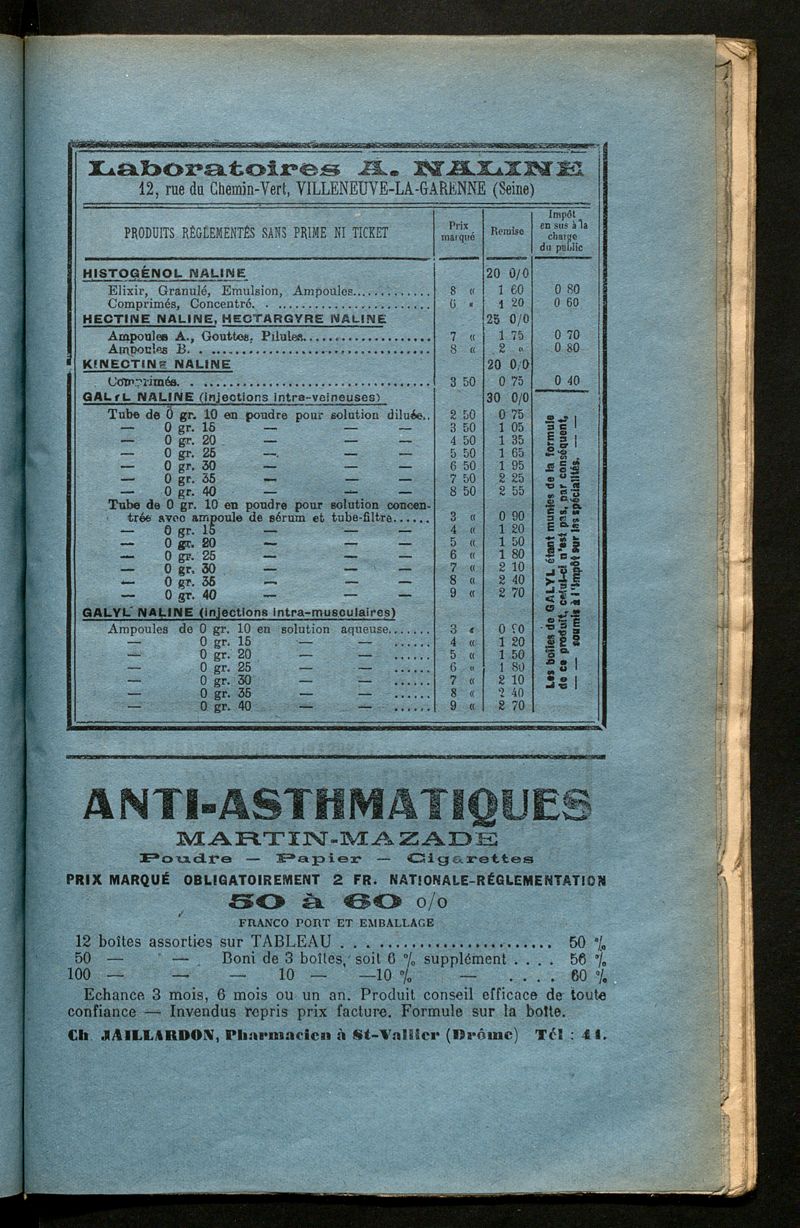 Laboratoires A. NALINE
12, rue du Chemin-Vert, VILLENEUVE-LA-GARENNE (Seine)
PRODUITS RÉGLEMENTÉS SANS PRIME NI TICKET
Prix
marqué
Remise
Impôt
en sus à la
charge
du public
HISTOGÉNOL NALINE 20 0/0
Elixir, Granulé, Emulsion, Ampoules............. 8 « 1 60 0 80
Comprimés, Concentré. . ........................ 6 « 1 20 0 60
HECTINE NALINE, HECTARGYRE NALINE 25 0/0
Ampoules A., Gouttes, Pilules................... 7 « 1 75 0 70
Ampoules B. . .................................. 8 « 2 « 0 80
KINECTINE NALINE 20 0/0
Comprimés. . ................................... 3 50 0 75 0 40
GALYL NALINE (injections intra-veineuses) 30 0/0
Tube de 0 gr. 10 en poudre pour solution diluée.. 2 50 0 75
— 0 gr. 15 — — — 3 50 1 05
— 0 gr. 20 — — — 4 50 1 35
— 0 gr. 25 — — — 5 50 1 65
— 0 gr. 30 — — — 6 50 1 95
— 0 gr. 35 — — — 7 50 2 25
— 0 gr. 40 — — — 8 50 2 55
Tube de 0 gr. 10 en poudre pour solution concen-
trée avec ampoule de sérum et tube-filtre...... 3 « 0 90
— 0 gr. 15 — — — 4 « 1 20
— 0 gr. 20 — — — 5 « 1 50
— 0 gr. 25 — — — 6 « 1 80
— 0 gr. 30 — — — 7 « 2 10
— 0 gr. 35 — — — 8 « 2 40
— 0 gr. 40 — — — 9 « 2 70
GALYL NALINE (injections intra-musculaires)
Ampoules de 0 gr. 10 en solution aqueuse....... 3 « 0 90
— 0 gr. 15 — — ...... 4 « 1 20
— 0 gr. 20 — — ...... 5 « 1 50
— 0 gr. 25 — — ...... 6 « 1 80
— 0 gr. 30 — — ...... 7 « 2 10
— 0 gr. 35 — — ...... 8 « 2 40
— 0 gr. 40 — — ...... 9 « 2 70
Les boîtes de GALYL étant munies de la formule
de ce produit, celui-ci n'est pas, par conséquent,
— — soumis à l'impôt sur les spécialités. — —
ANTI-ASTHMATIQUES
MARTIN-MAZADE
Poudre — Papier — Cigarettes
PRIX MARQUÉ OBLIGATOIREMENT 2 FR. NATIONALE-RÉGLEMENTATION
50 à 60 o/o
FRANCO PORT ET EMBALLAGE
12 boîtes assorties sur TABLEAU . . ....................... 50 %
50 — — . Boni de 3 boîtes, soit 6 % supplément . . . . 56 %
100 — — — 10 — —10 % — . . . . 60 %
Echance 3 mois, 6 mois ou un an. Produit conseil efficace de toute
confiance — Invendus repris prix facture. Formule sur la boîte.
Ch JAILLARDON, Pharmacien à St-Vallier (Drôme) Tél : 44.